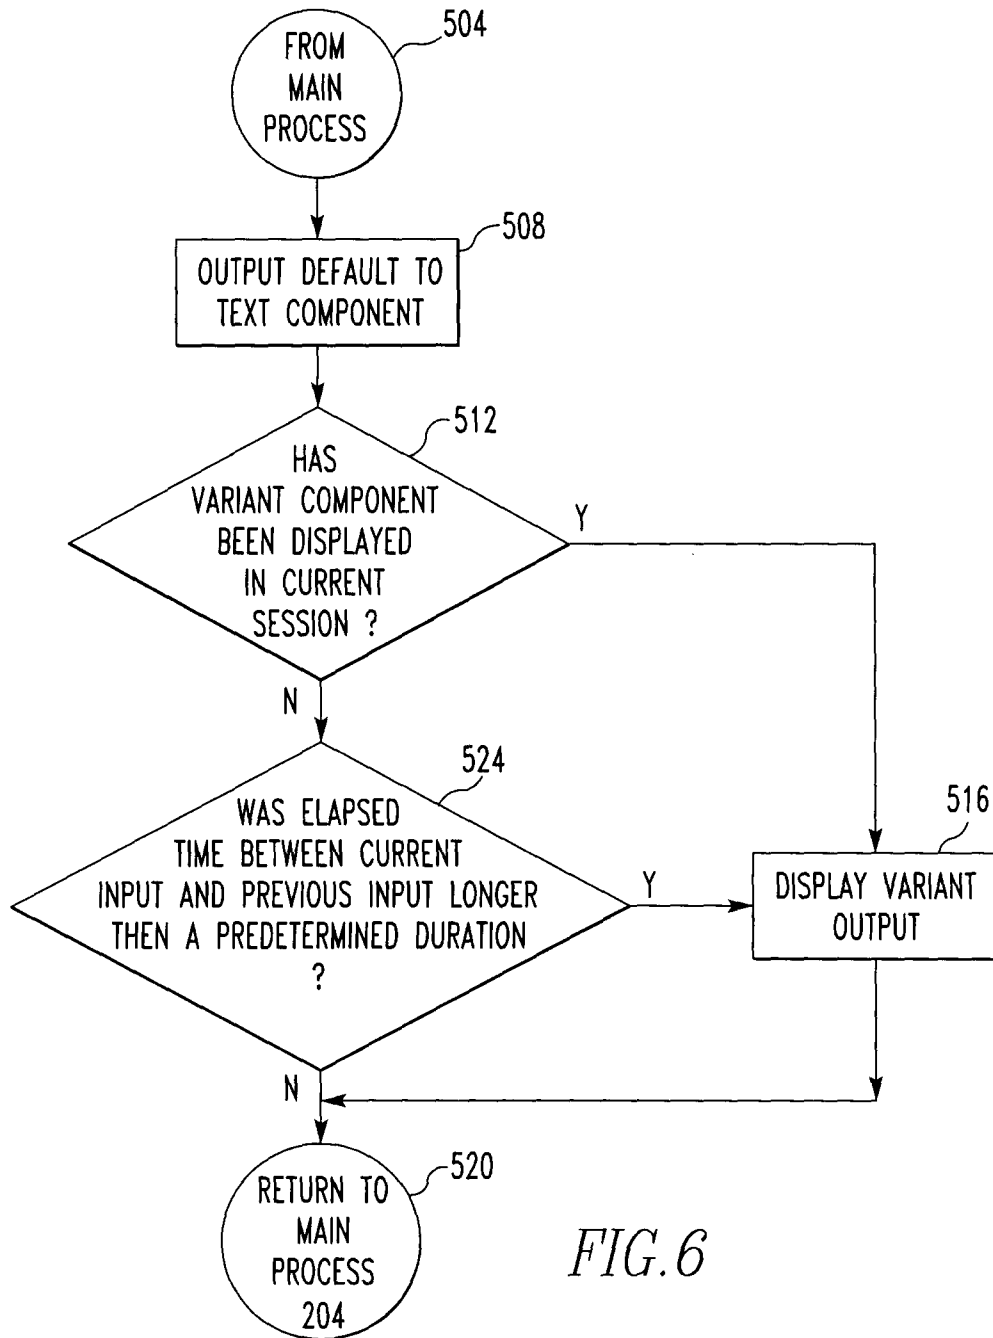 FROM
MAIN
PROCESS
504
OUTPUT DEFAULT TO
TEXT COMPONENT
508
HAS
VARIANT COMPONENT
BEEN DISPLAYED
IN CURRENT
SESSION ?
512
Y
N
WAS ELAPSED
TIME BETWEEN CURRENT
INPUT AND PREVIOUS INPUT LONGER
THEN A PREDETERMINED DURATION
?
524
Y
516
DISPLAY VARIANT
OUTPUT
N
RETURN TO
MAIN
PROCESS
204
520
FIG.6